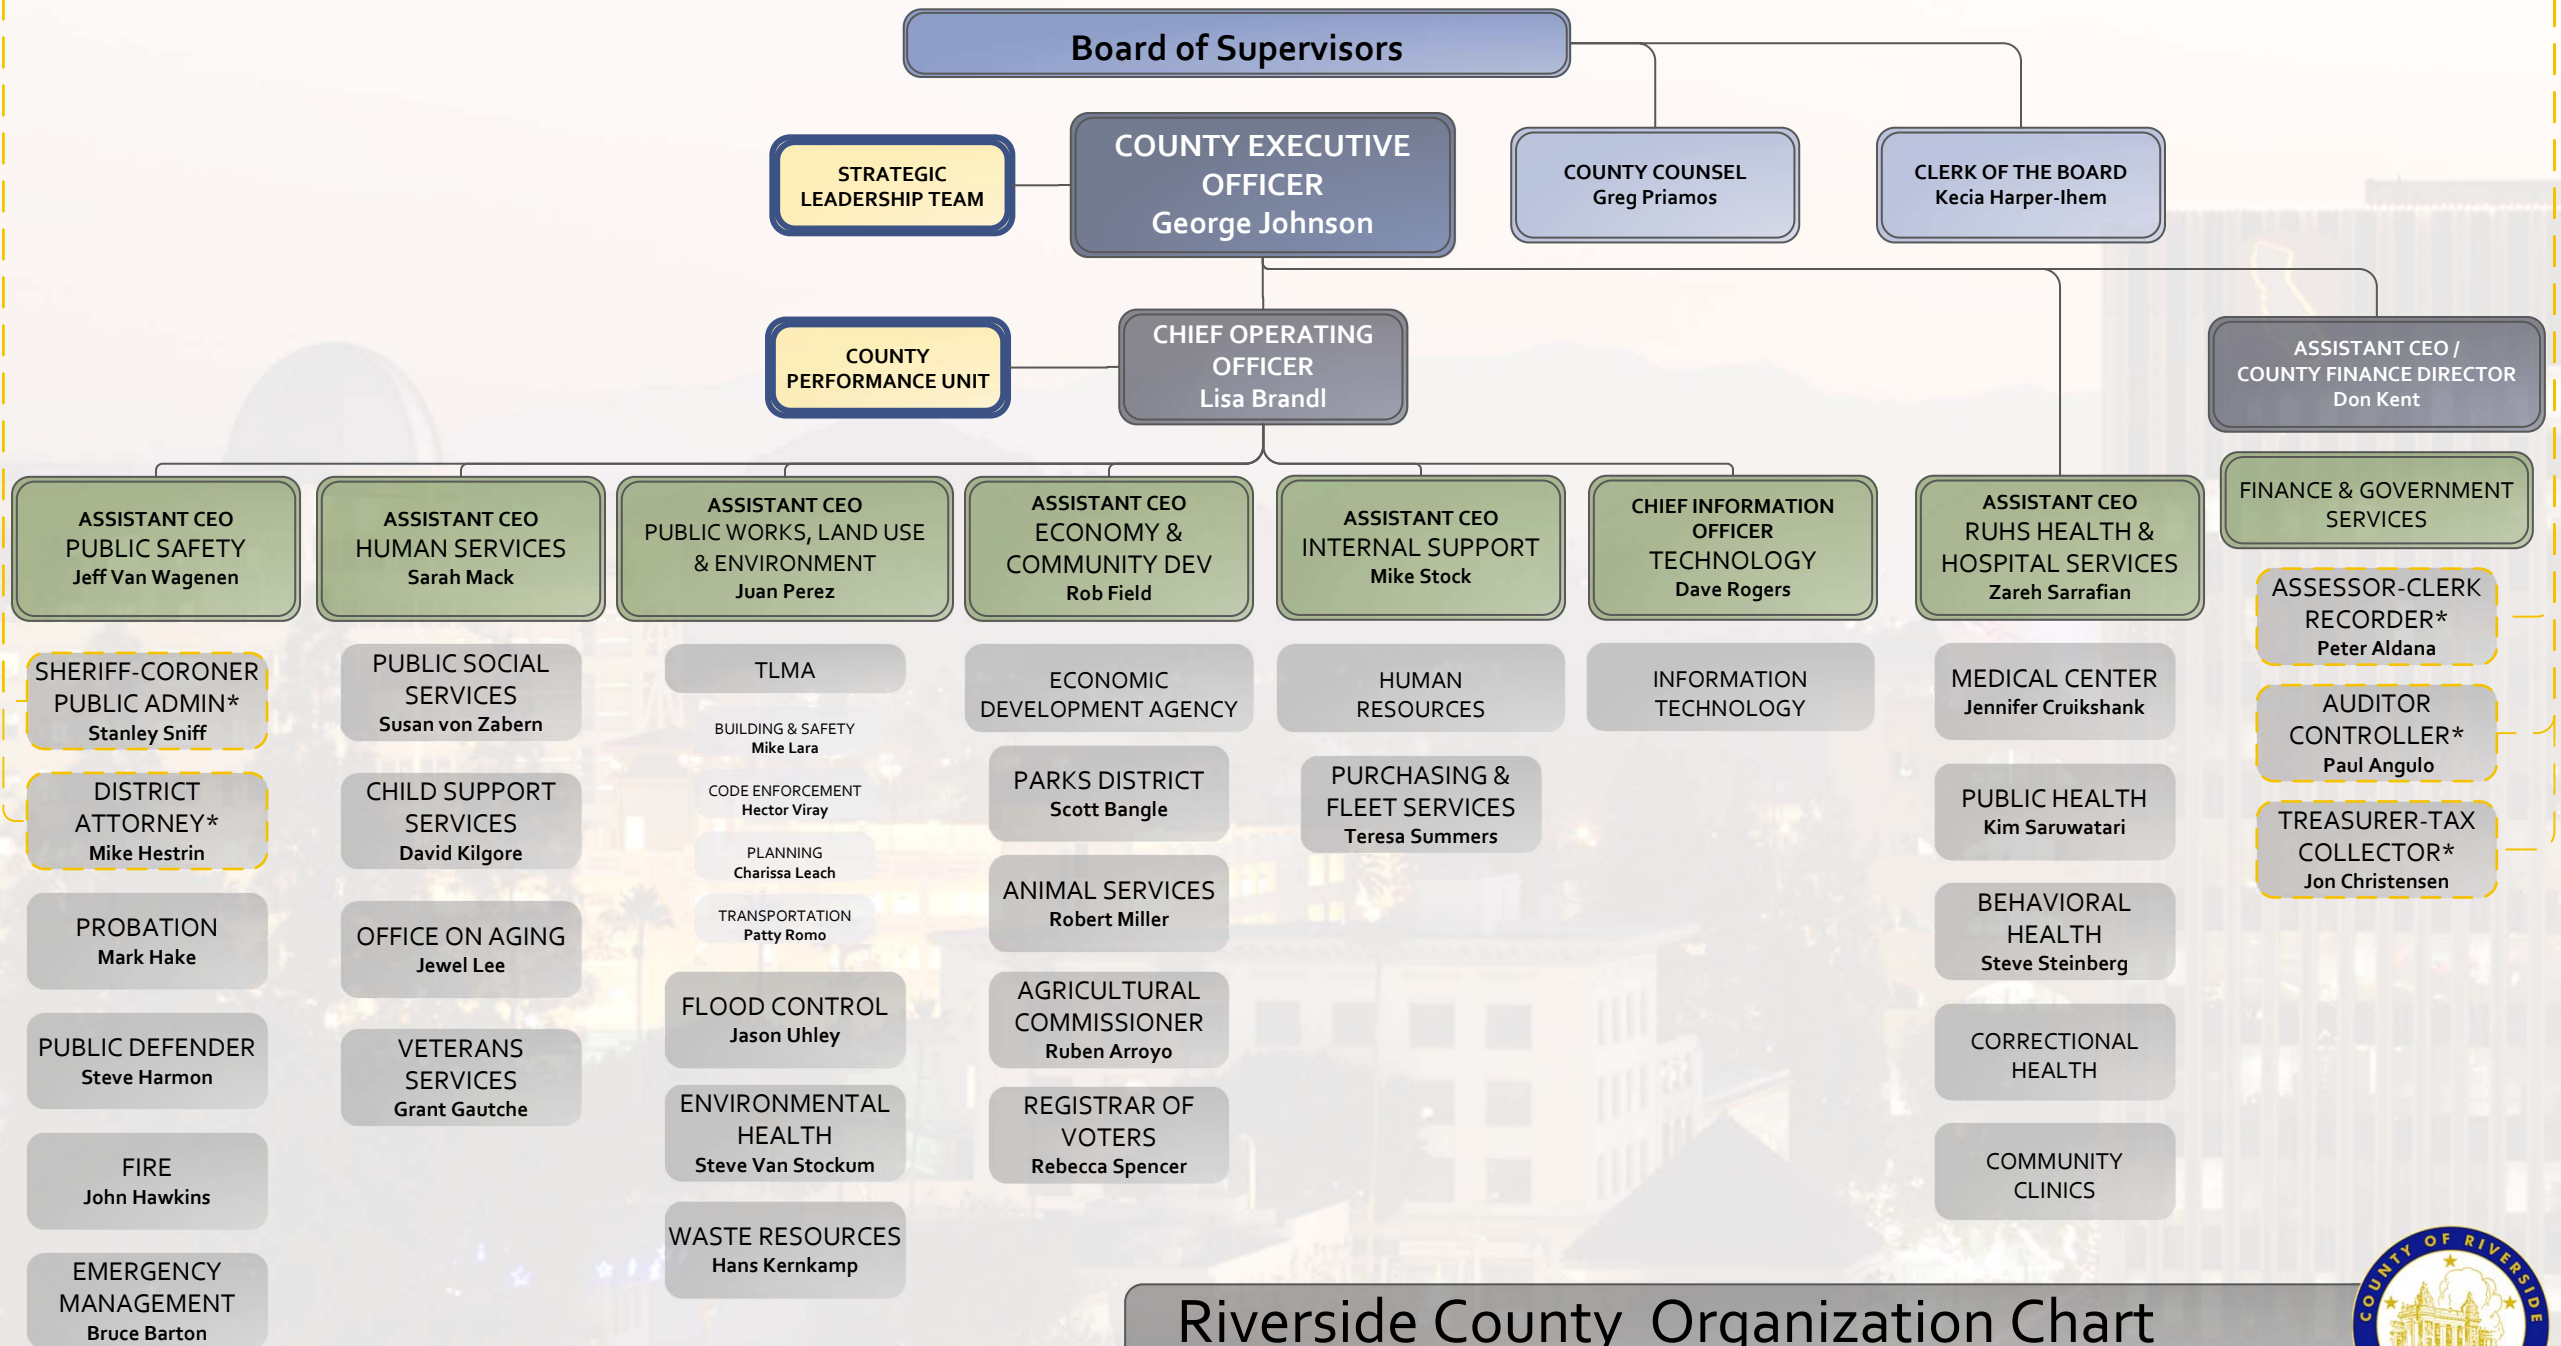 Board of Supervisors
STRATEGIC
LEADERSHIP TEAM
COUNTY EXECUTIVE
OFFICER
George Johnson
COUNTY COUNSEL
Greg Priamos
CLERK OF THE BOARD
Kecia Harper-Ihem
COUNTY
PERFORMANCE UNIT
CHIEF OPERATING
OFFICER
Lisa Brandl
ASSISTANT CEO /
COUNTY FINANCE DIRECTOR
Don Kent
ASSISTANT CEO
PUBLIC SAFETY
Jeff Van Wagenen
ASSISTANT CEO
HUMAN SERVICES
Sarah Mack
ASSISTANT CEO
PUBLIC WORKS, LAND USE
& ENVIRONMENT
Juan Perez
ASSISTANT CEO
ECONOMY &
COMMUNITY DEV
Rob Field
ASSISTANT CEO
INTERNAL SUPPORT
Mike Stock
CHIEF INFORMATION
OFFICER
TECHNOLOGY
Dave Rogers
ASSISTANT CEO
RUHS HEALTH &
HOSPITAL SERVICES
Zareh Sarrafian
FINANCE & GOVERNMENT
SERVICES
SHERIFF-CORONER
PUBLIC ADMIN*
Stanley Sniff
DISTRICT
ATTORNEY*
Mike Hestrin
PROBATION
Mark Hake
PUBLIC DEFENDER
Steve Harmon
FIRE
John Hawkins
EMERGENCY
MANAGEMENT
Bruce Barton
PUBLIC SOCIAL
SERVICES
Susan von Zabern
CHILD SUPPORT
SERVICES
David Kilgore
OFFICE ON AGING
Jewel Lee
VETERANS
SERVICES
Grant Gautche
TLMA
BUILDING & SAFETY
Mike Lara
CODE ENFORCEMENT
Hector Viray
PLANNING
Charissa Leach
TRANSPORTATION
Patty Romo
FLOOD CONTROL
Jason Uhley
ENVIRONMENTAL
HEALTH
Steve Van Stockum
WASTE RESOURCES
Hans Kernkamp
ECONOMIC
DEVELOPMENT AGENCY
PARKS DISTRICT
Scott Bangle
ANIMAL SERVICES
Robert Miller
AGRICULTURAL
COMMISSIONER
Ruben Arroyo
REGISTRAR OF
VOTERS
Rebecca Spencer
HUMAN
RESOURCES
PURCHASING &
FLEET SERVICES
Teresa Summers
INFORMATION
TECHNOLOGY
MEDICAL CENTER
Jennifer Cruikshank
PUBLIC HEALTH
Kim Saruwatari
BEHAVIORAL
HEALTH
Steve Steinberg
CORRECTIONAL
HEALTH
COMMUNITY
CLINICS
ASSESSOR-CLERK
RECORDER*
Peter Aldana
AUDITOR
CONTROLLER*
Paul Angulo
TREASURER-TAX
COLLECTOR*
Jon Christensen
Riverside County Organization Chart
COUNTY OF RIVERSIDE